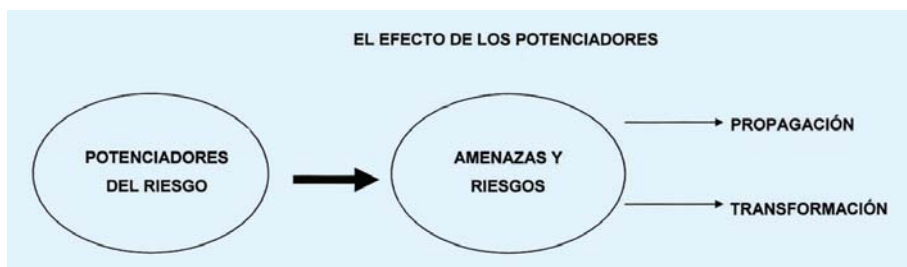 EL EFECTO DE LOS POTENCIADORES
POTENCIADORES
DEL RIESGO
AMENAZAS Y
RIESGOS
PROPAGACIÓN
TRANSFORMACIÓN